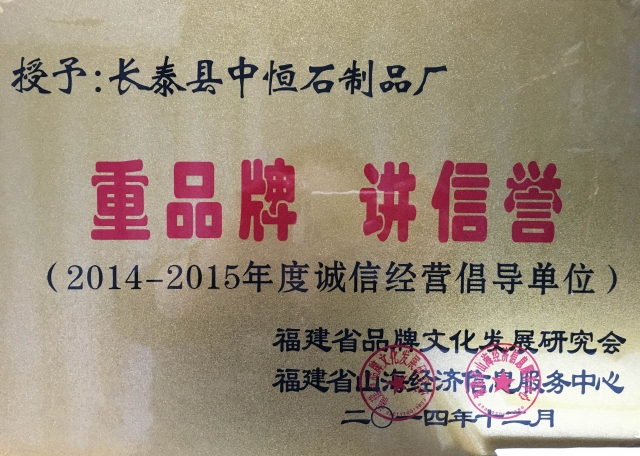 授予：长泰县中恒石制品厂
重品牌 讲信誉
（2014-2015年度诚信经营倡导单位）
福建省品牌文化发展研究会
福建省山海经济信息服务中心
二〇一四年十二月